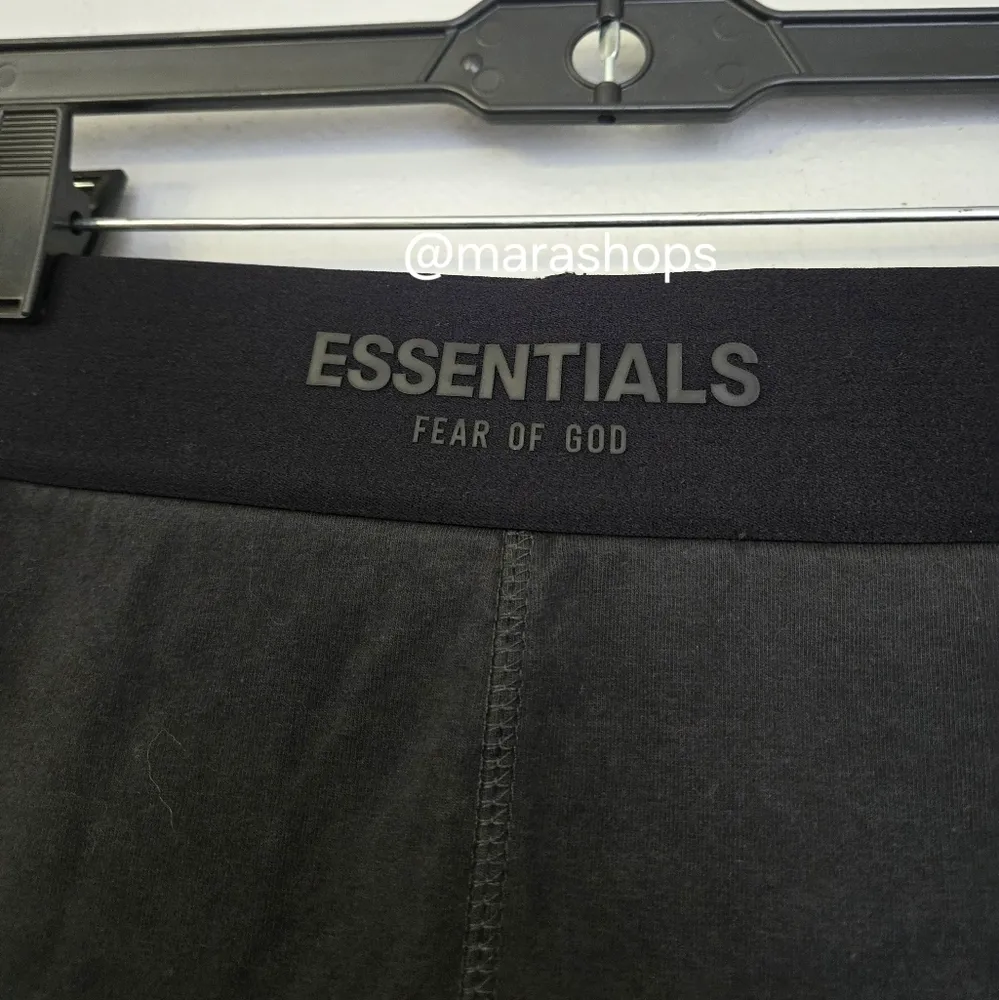 @marashops
ESSENTIALS
FEAR OF GOD